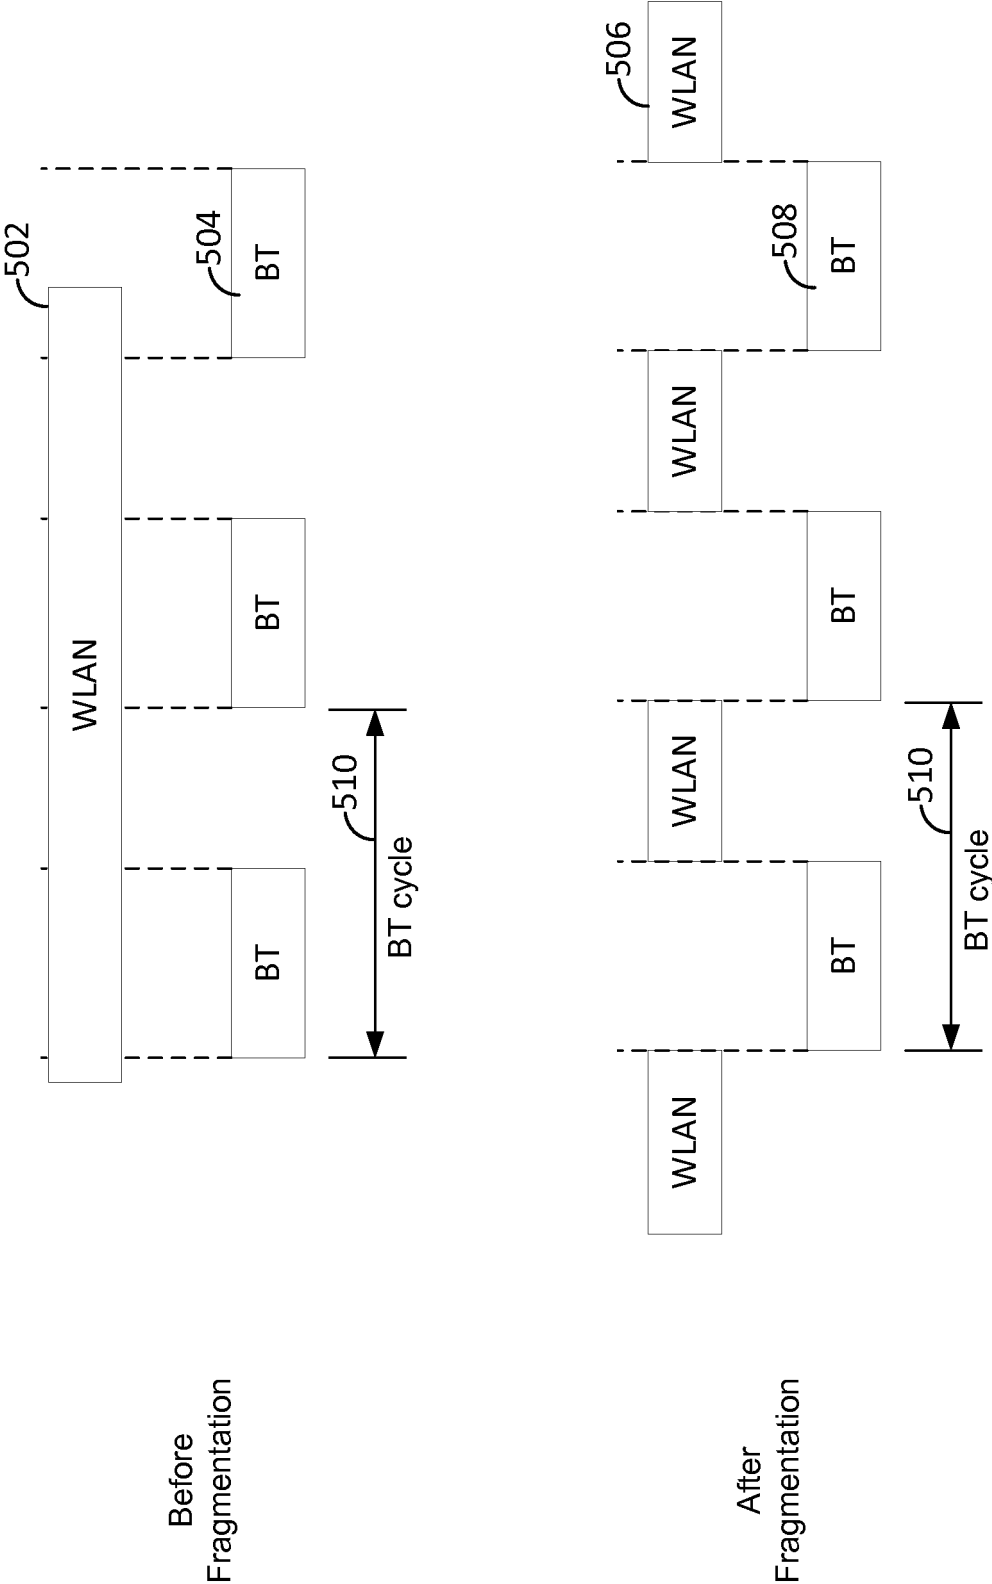 Before
Fragmentation
502
WLAN
504
BT
BT
BT
510
BT cycle
After
Fragmentation
506
WLAN
WLAN
WLAN
WLAN
508
BT
BT
BT
510
BT cycle